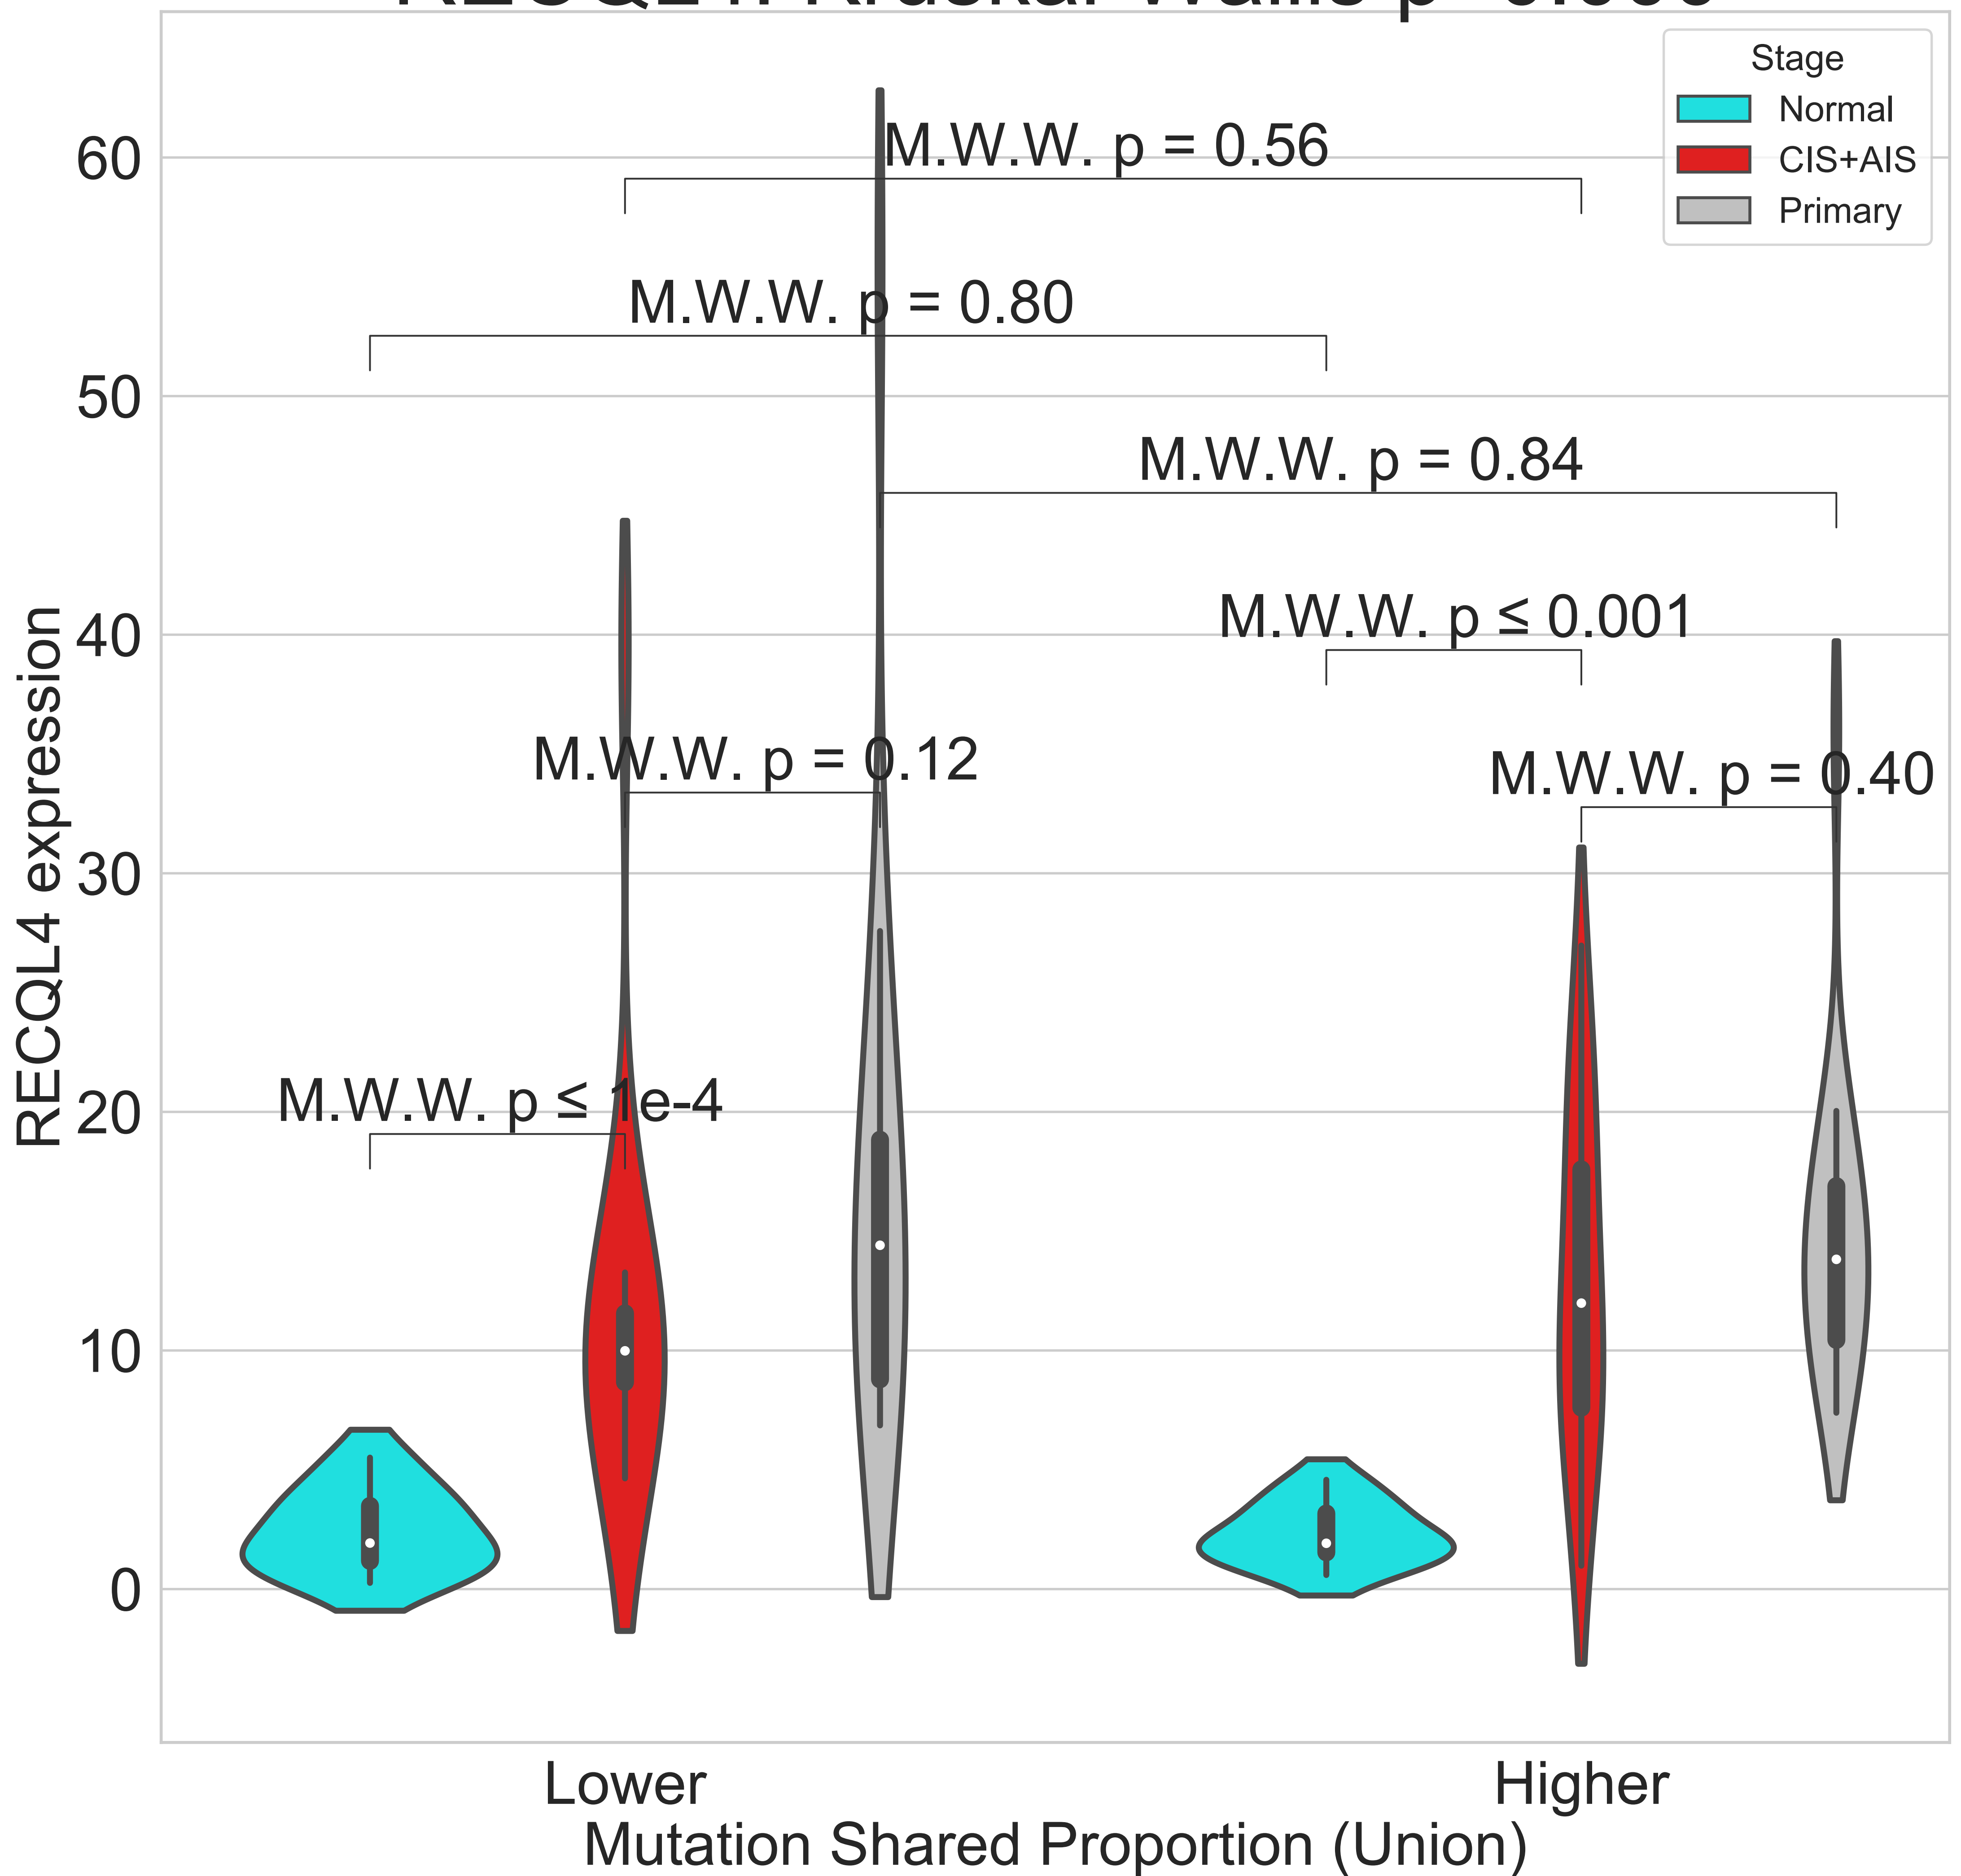 Stage
Normal
CIS+AIS
Primary
M.W.W. p = 0.56
M.W.W. p = 0.80
M.W.W. p = 0.84
M.W.W. p ≤ 0.001
M.W.W. p = 0.12
M.W.W. p = 0.40
M.W.W. p ≤ 1e-4
RECQL4 expression
60
50
40
30
20
10
0
Lower
Higher
Mutation Shared Proportion (Union)